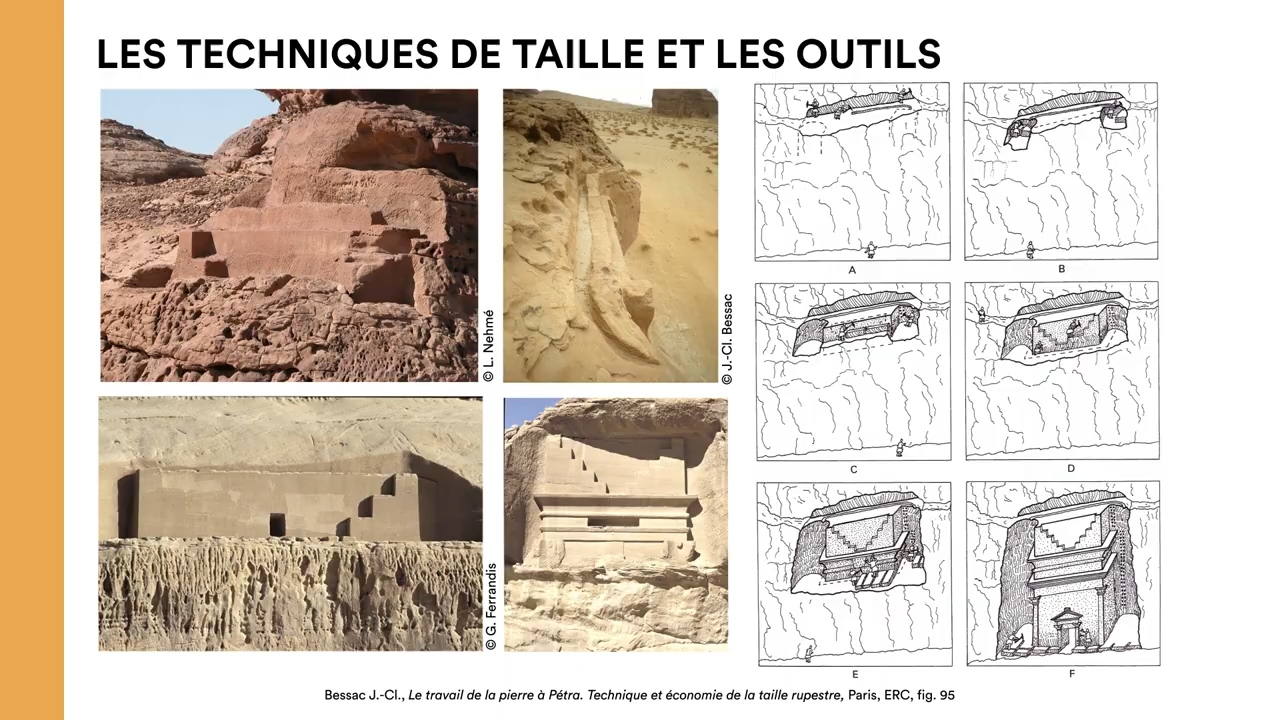 LES TECHNIQUES DE TAILLE ET LES OUTILS
© L. Nehmé
© J.-Cl. Bessac
© G. Ferrandis
A
B
C
D
E
F
Bessac J.-Cl., Le travail de la pierre à Pétra. Technique et économie de la taille rupestre, Paris, ERC, fig. 95